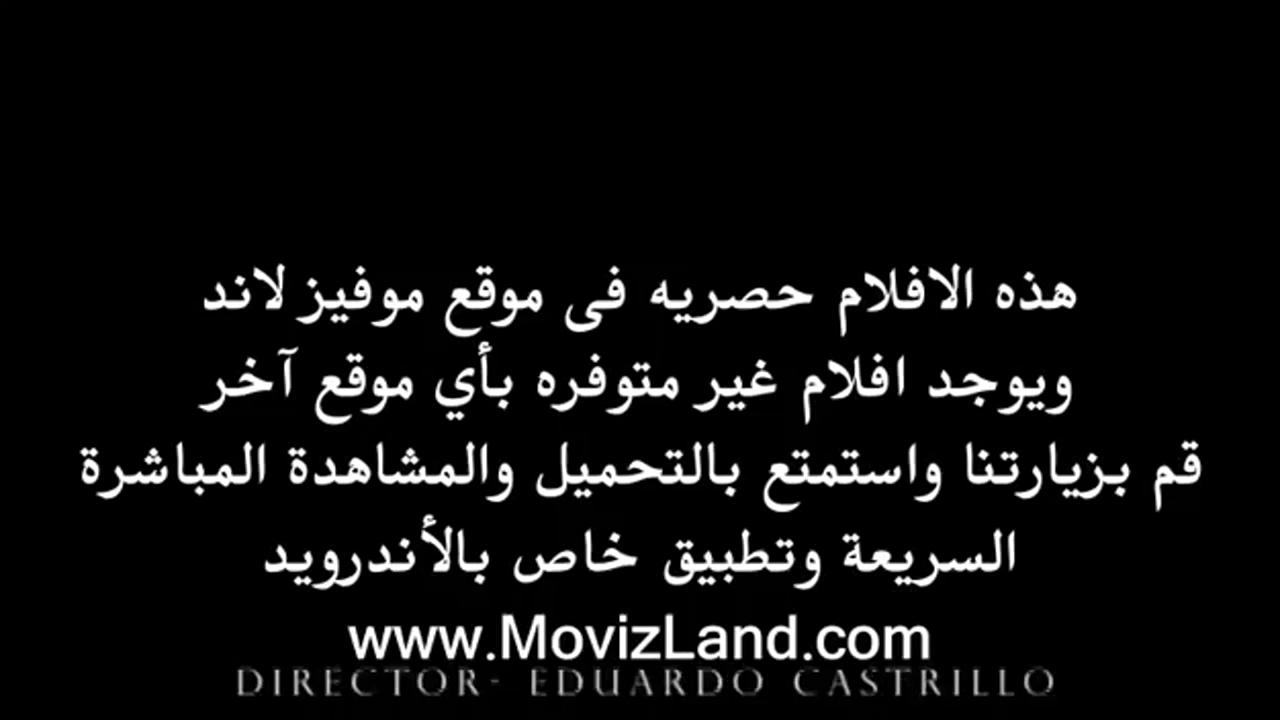 هذه الافلام حصريه فى موقع موفيز لاند
ويوجد افلام غير متوفره بأي موقع آخر
قم بزيارتنا واستمتع بالتحميل والمشاهدة المباشرة
السريعة وتطبيق خاص بالأندرويد
www.MovizLand.com
DIRECTOR- EDUARDO CASTRILLO